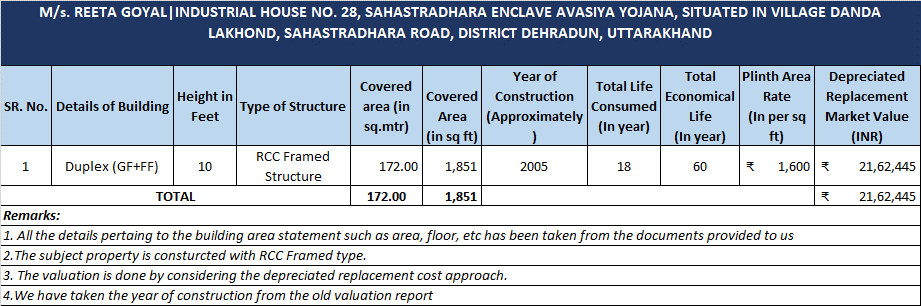 M/s. REETA GOYAL|INDUSTRIAL HOUSE NO. 28, SAHASTRADHARA ENCLAVE AVASIYA YOJANA, SITUATED IN VILLAGE DANDA
LAKHOND, SAHASTRADHARA ROAD, DISTRICT DEHRADUN, UTTARAKHAND
SR. No. Details of Building Height in Feet Type of Structure Covered area (in sq.mtr) Covered Area (in sq ft) Year of Construction (Approximately ) Total Life Consumed (In year) Total Economical Life (In year) Plinth Area Rate (In per sq ft) Depreciated Replacement Market Value (INR)
1 Duplex (GF+FF) 10 RCC Framed Structure 172.00 1,851 2005 18 60 ₹ 1,600 ₹ 21,62,445
TOTAL 172.00 1,851 ₹ 21,62,445
Remarks:
1. All the details pertaing to the building area statement such as area, floor, etc has been taken from the documents provided to us
2.The subject property is consturcted with RCC Framed type.
3. The valuation is done by considering the depreciated replacement cost approach.
4.We have taken the year of construction from the old valuation report